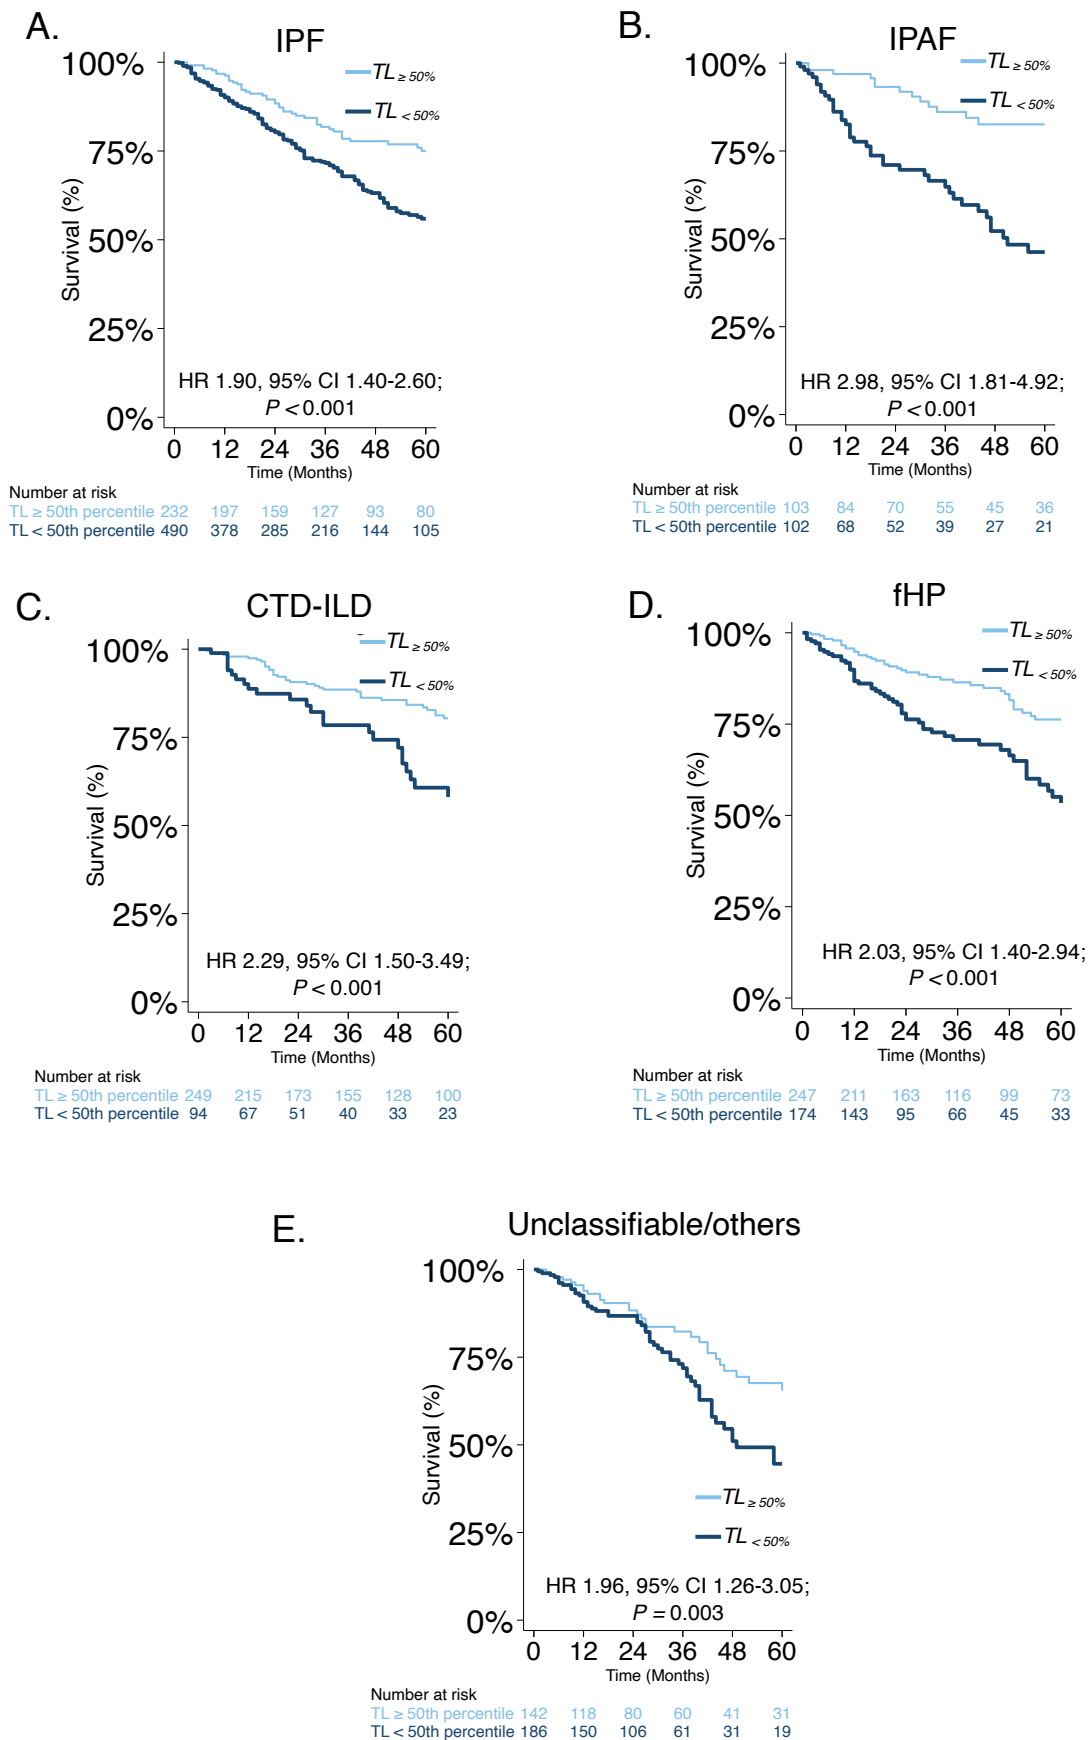 A.
IPF
100%
75%
50%
25%
0%
Survival (%)
TL ≥ 50%
TL < 50%
HR 1.90, 95% CI 1.40-2.60;
P < 0.001
0 12 24 36 48 60
Time (Months)
Number at risk
TL ≥ 50th percentile 232 197 159 127 93 80
TL < 50th percentile 490 378 285 216 144 105
B.
IPAF
100%
75%
50%
25%
0%
Survival (%)
TL ≥ 50%
TL < 50%
HR 2.98, 95% CI 1.81-4.92;
P < 0.001
0 12 24 36 48 60
Time (Months)
Number at risk
TL ≥ 50th percentile 103 84 70 55 45 36
TL < 50th percentile 102 68 52 39 27 21
C.
CTD-ILD
100%
75%
50%
25%
0%
Survival (%)
TL ≥ 50%
TL < 50%
HR 2.29, 95% CI 1.50-3.49;
P < 0.001
0 12 24 36 48 60
Time (Months)
Number at risk
TL ≥ 50th percentile 249 215 173 155 128 100
TL < 50th percentile 94 67 51 40 33 23
D.
fHP
100%
75%
50%
25%
0%
Survival (%)
TL ≥ 50%
TL < 50%
HR 2.03, 95% CI 1.40-2.94;
P < 0.001
0 12 24 36 48 60
Time (Months)
Number at risk
TL ≥ 50th percentile 247 211 163 116 99 73
TL < 50th percentile 174 143 95 66 45 33
E.
Unclassifiable/others
100%
75%
50%
25%
0%
Survival (%)
TL ≥ 50%
TL < 50%
HR 1.96, 95% CI 1.26-3.05;
P = 0.003
0 12 24 36 48 60
Time (Months)
Number at risk
TL ≥ 50th percentile 142 118 80 60 41 31
TL < 50th percentile 186 150 106 61 31 19